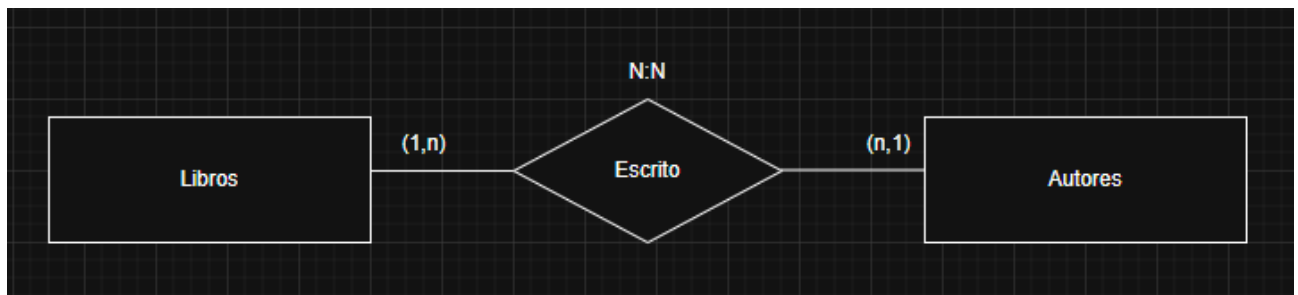 N:N
(1,n)
(n,1)
Libros
Escrito
Autores